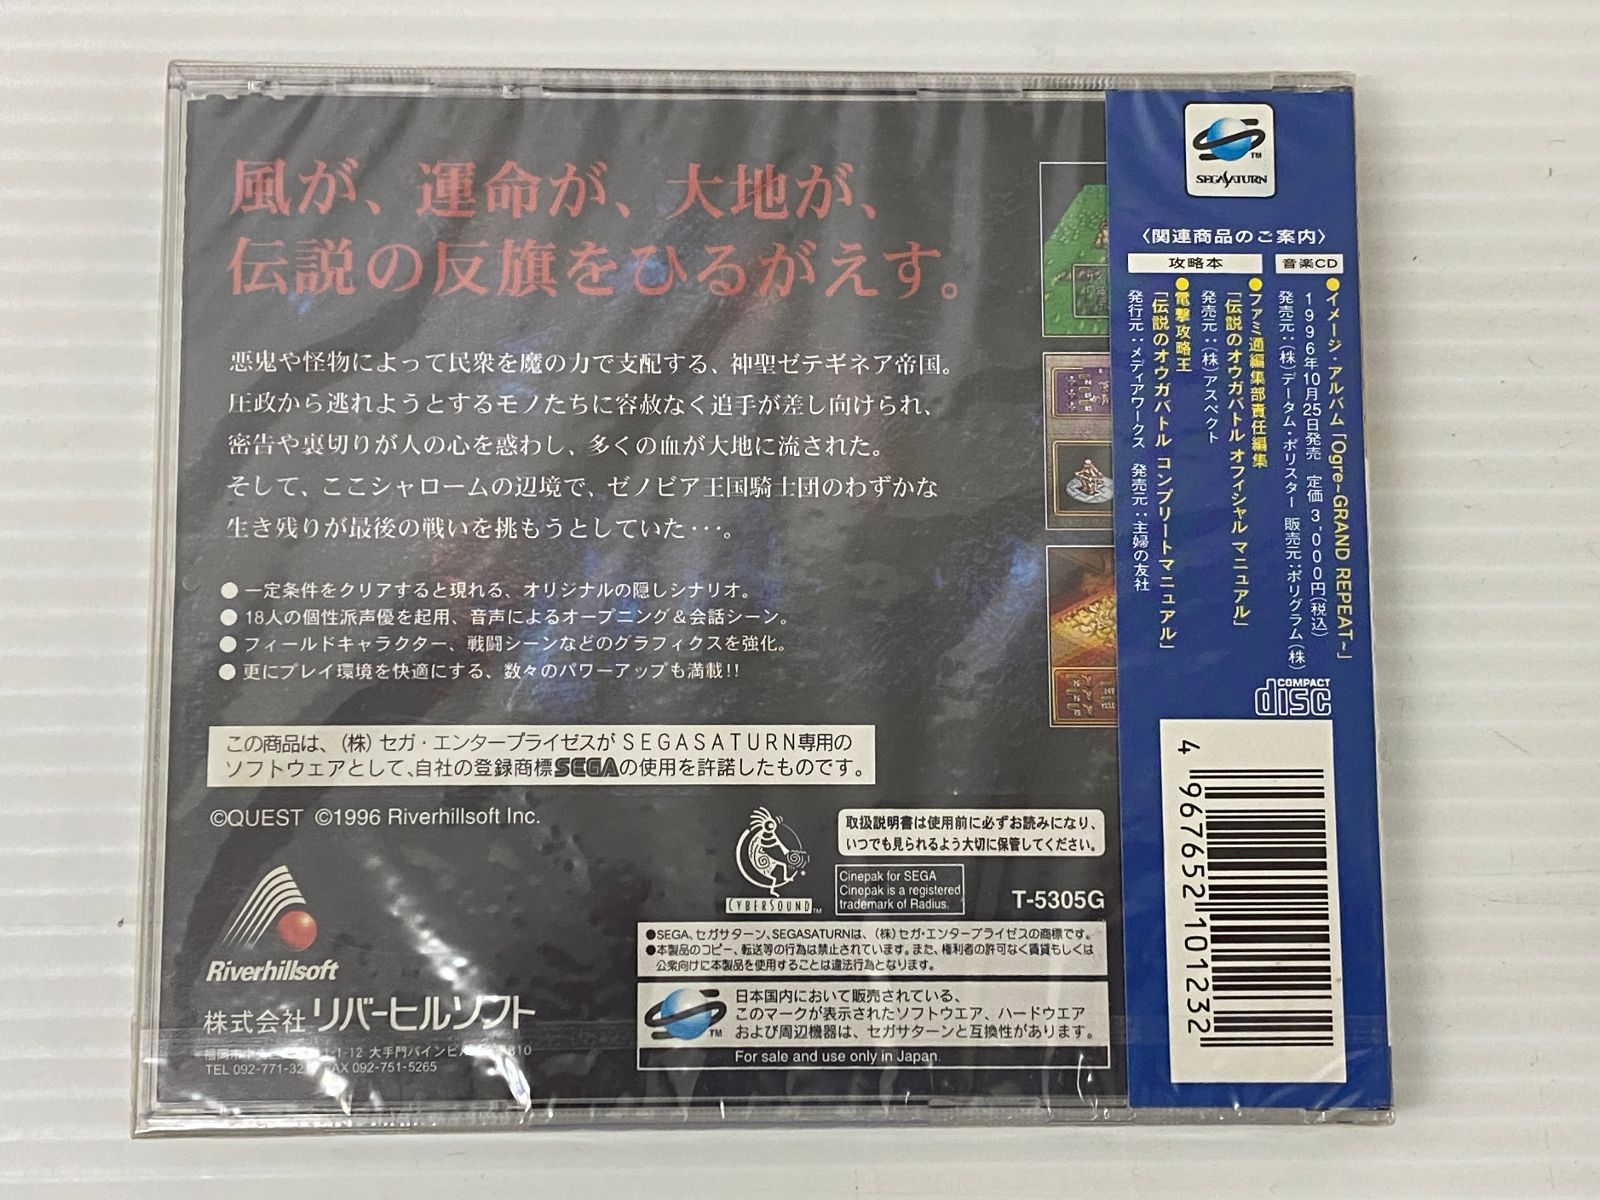 風が、運命が、大地が、
伝説の反旗をひるがえす。
悪鬼や怪物によって民衆を魔の力で支配する、神聖ゼテギネア帝国。
圧政から逃れようとするモノたちに容赦なく追手が差し向けられ、
密告や裏切りが人の心を惑わし、多くの血が大地に流された。
そして、ここシャロームの辺境で、ゼノビア王国騎士団のわずかな
生き残りが最後の戦いを挑もうとしていた・・・。
● 一定条件をクリアすると現れる、オリジナルの隠しシナリオ。
● 18人の個性派声優を起用、音声によるオープニング＆会話シーン。
● フィールドキャラクター、戦闘シーンなどのグラフィクスを強化。
● 更にプレイ環境を快適にする、数々のパワーアップも満載!!
この商品は、（株）セガ・エンタープライゼスがSEGASATURN専用の
ソフトウェアとして、自社の登録商標SEGAの使用を許諾したものです。
©QUEST ©1996 Riverhillsoft Inc.
Riverhillsoft
株式会社リバーヒルソフト
1-12 大手門パインビ
TEL 092-771-32
FAX 092-751-5265
CYBERSOUND™
取扱説明書は使用前に必ずお読みになり、
いつでも見られるよう大切に保管してください。
Cinepak for SEGA
Cinepak is a registered
trademark of Radius.
T-5305G
●SEGA、セガサターン、SEGASATURNは、（株）セガ・エンタープライゼスの商標です。
●本製品のコピー、転送等の行為は禁止されています。また、権利者の許可なく賃貸もしくは
公衆向けに本製品を使用することは違法行為となります。
TM
日本国内において販売されている、
このマークが表示されたソフトウエア、ハードウエア
および周辺機器は、セガサターンと互換性があります。
For sale and use only in Japan.
TM
SEGA SATURN
〈関連商品のご案内〉
音楽CD
●イメージ・アルバム「Ogre~GRAND REPEAT~」
1996年10月25日発売 定価3,000円(税込)
発売元:(株)データム・ポリスター 販売元:ポリグラム(株)
攻略本
●ファミ通編集部責任編集
「伝説のオウガバトル オフィシャル マニュアル」
発売元:(株)アスペクト
●電撃攻略王
「伝説のオウガバトル コンプリートマニュアル」
発行元:メディアワークス 発売元:主婦の友社
COMPACT
disc
4 967652 101232